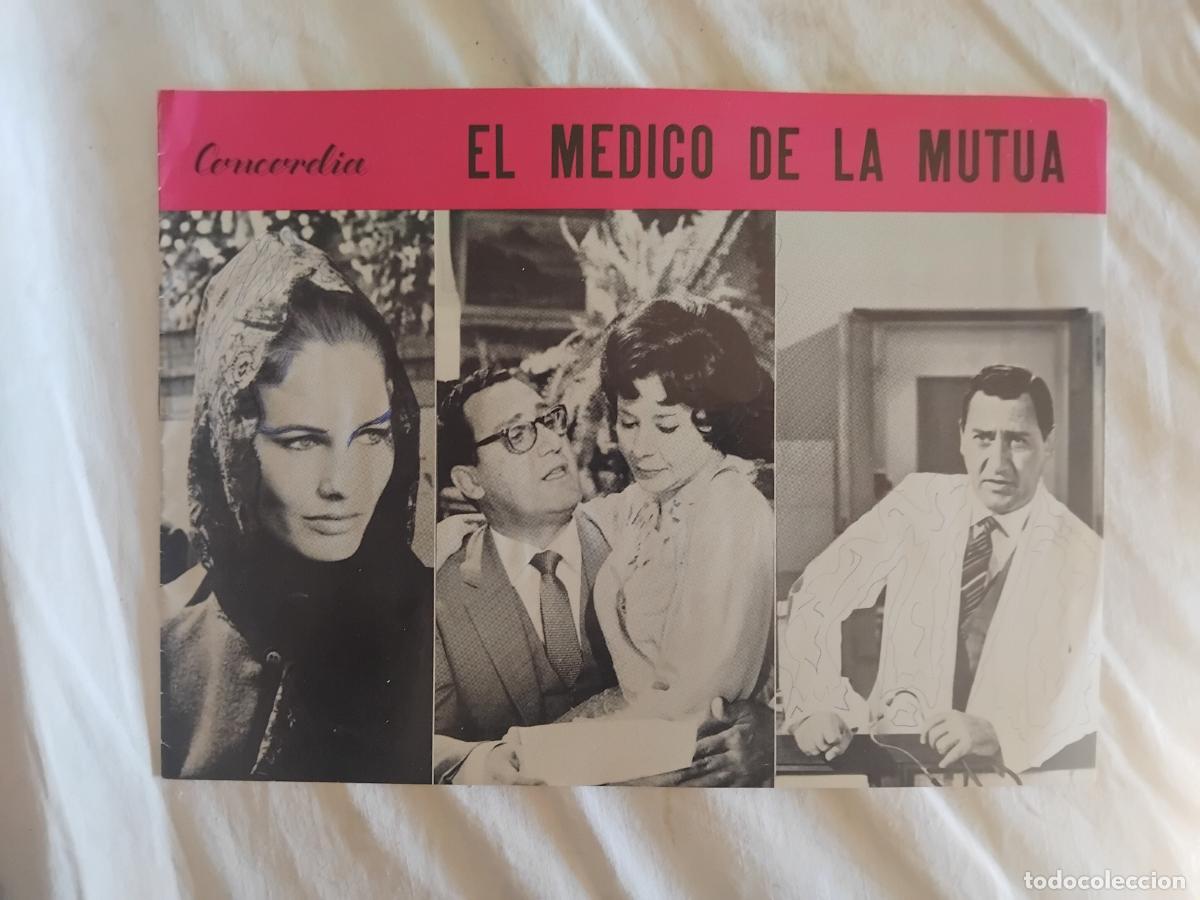 Concordia
EL MEDICO DE LA MUTUA
todocoleccion